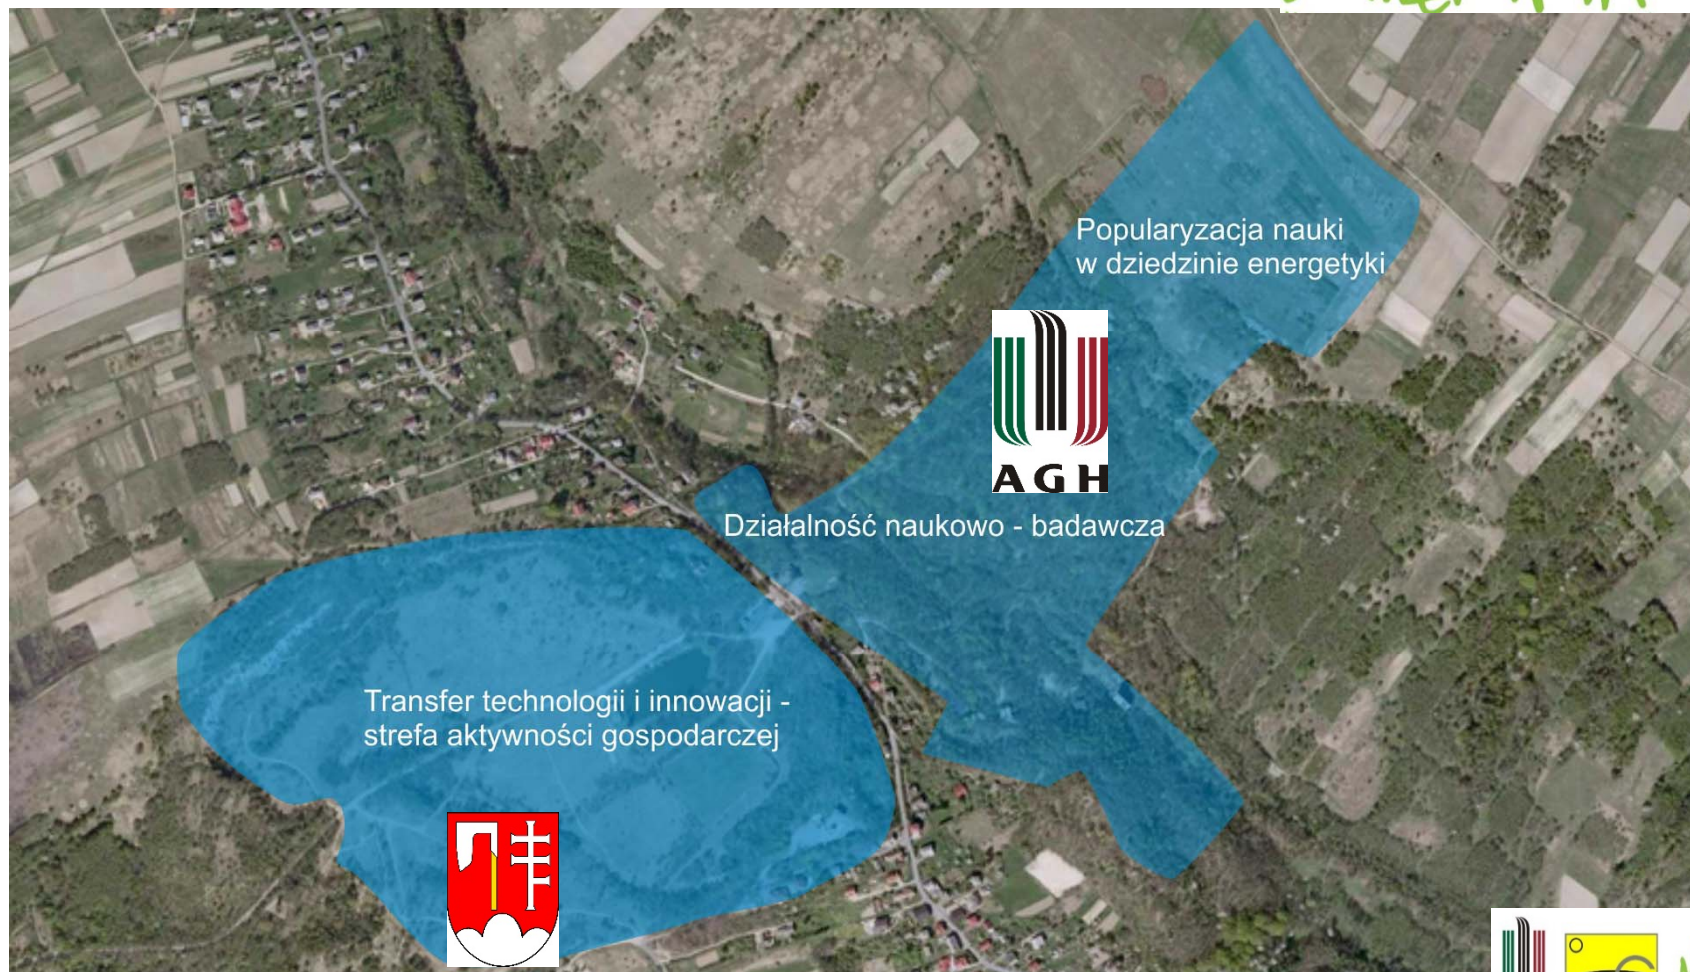 Popularyzacja nauki
w dziedzinie energetyki
AGH
Działalność naukowo - badawcza
Transfer technologii i innowacji -
strefa aktywności gospodarczej